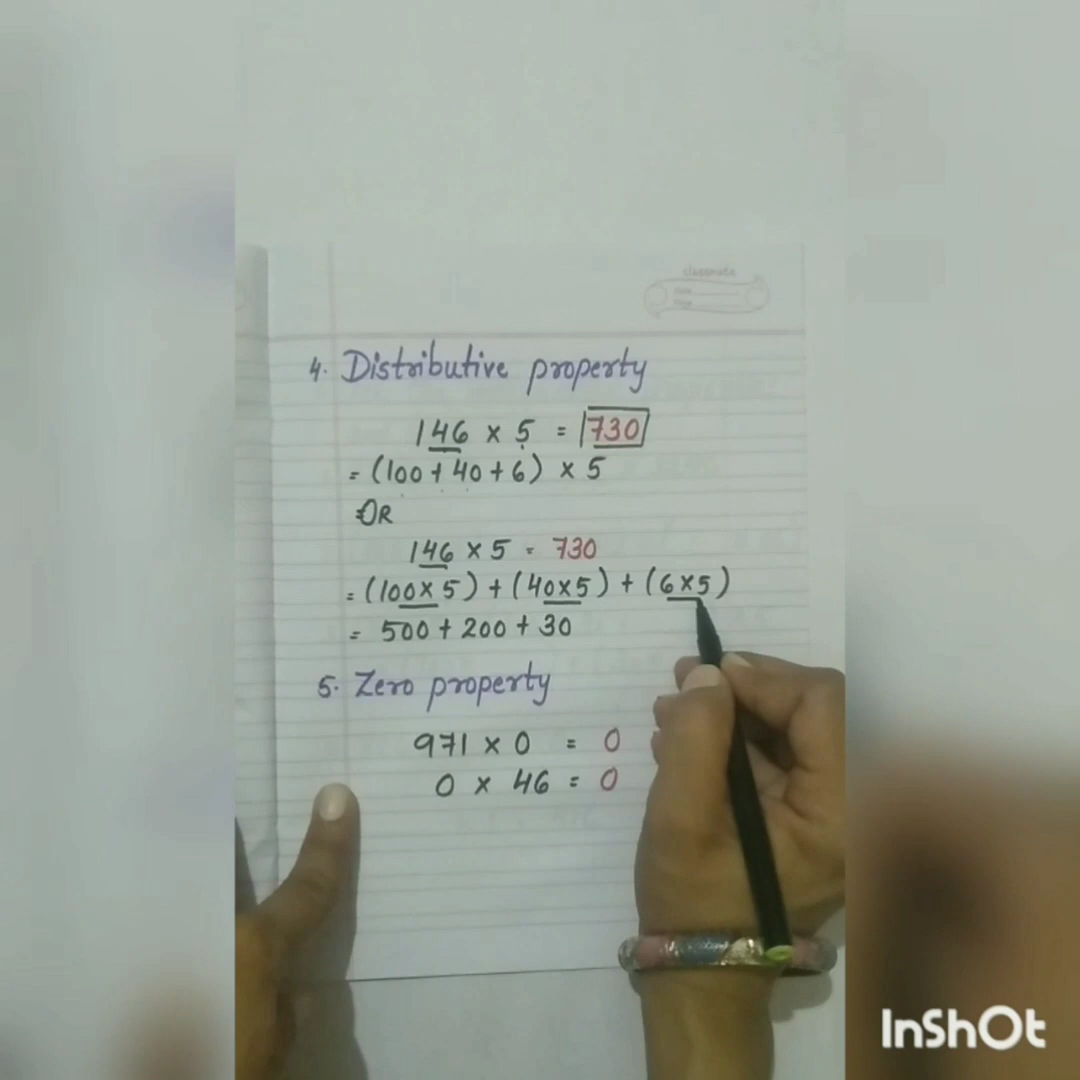 classmate
4. Distributive property
146 × 5 = 730
= (100 + 40 + 6) × 5
OR
146 × 5 = 730
= (100 × 5) + (40 × 5) + (6 × 5)
= 500 + 200 + 30
5. Zero property
971 × 0 = 0
0 × 46 = 0
InShOt